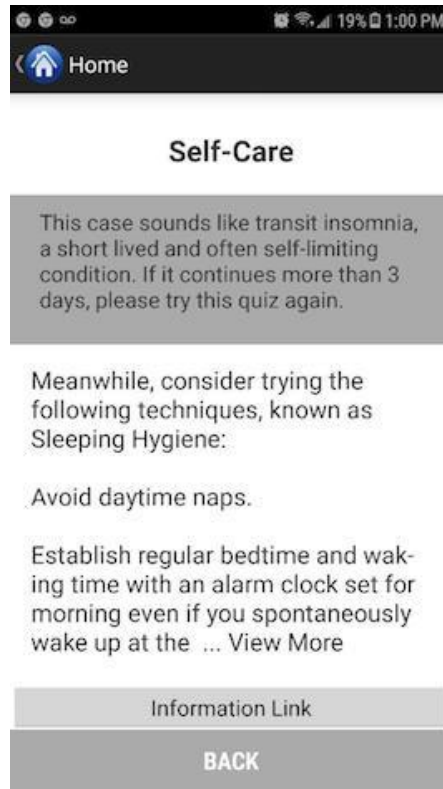 19% 1:00 PM
Home
Self-Care
This case sounds like transit insomnia,
a short lived and often self-limiting
condition. If it continues more than 3
days, please try this quiz again.
Meanwhile, consider trying the
following techniques, known as
Sleeping Hygiene:
Avoid daytime naps.
Establish regular bedtime and wak-
ing time with an alarm clock set for
morning even if you spontaneously
wake up at the ... View More
Information Link
BACK